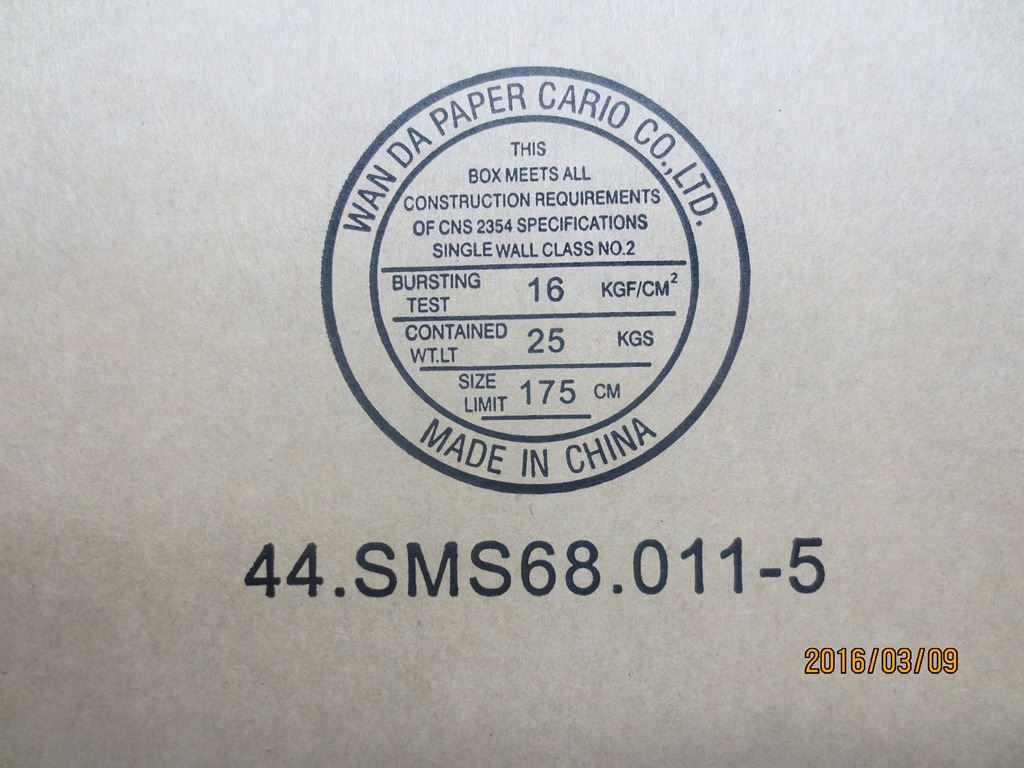 WAN DA PAPER CARIO CO.,LTD.
THIS
BOX MEETS ALL
CONSTRUCTION REQUIREMENTS
OF CNS 2354 SPECIFICATIONS
SINGLE WALL CLASS NO.2
BURSTING TEST 16 KGF/CM²
CONTAINED WT.LT 25 KGS
SIZE LIMIT 175 CM
MADE IN CHINA
44.SMS68.011-5
2016/03/09